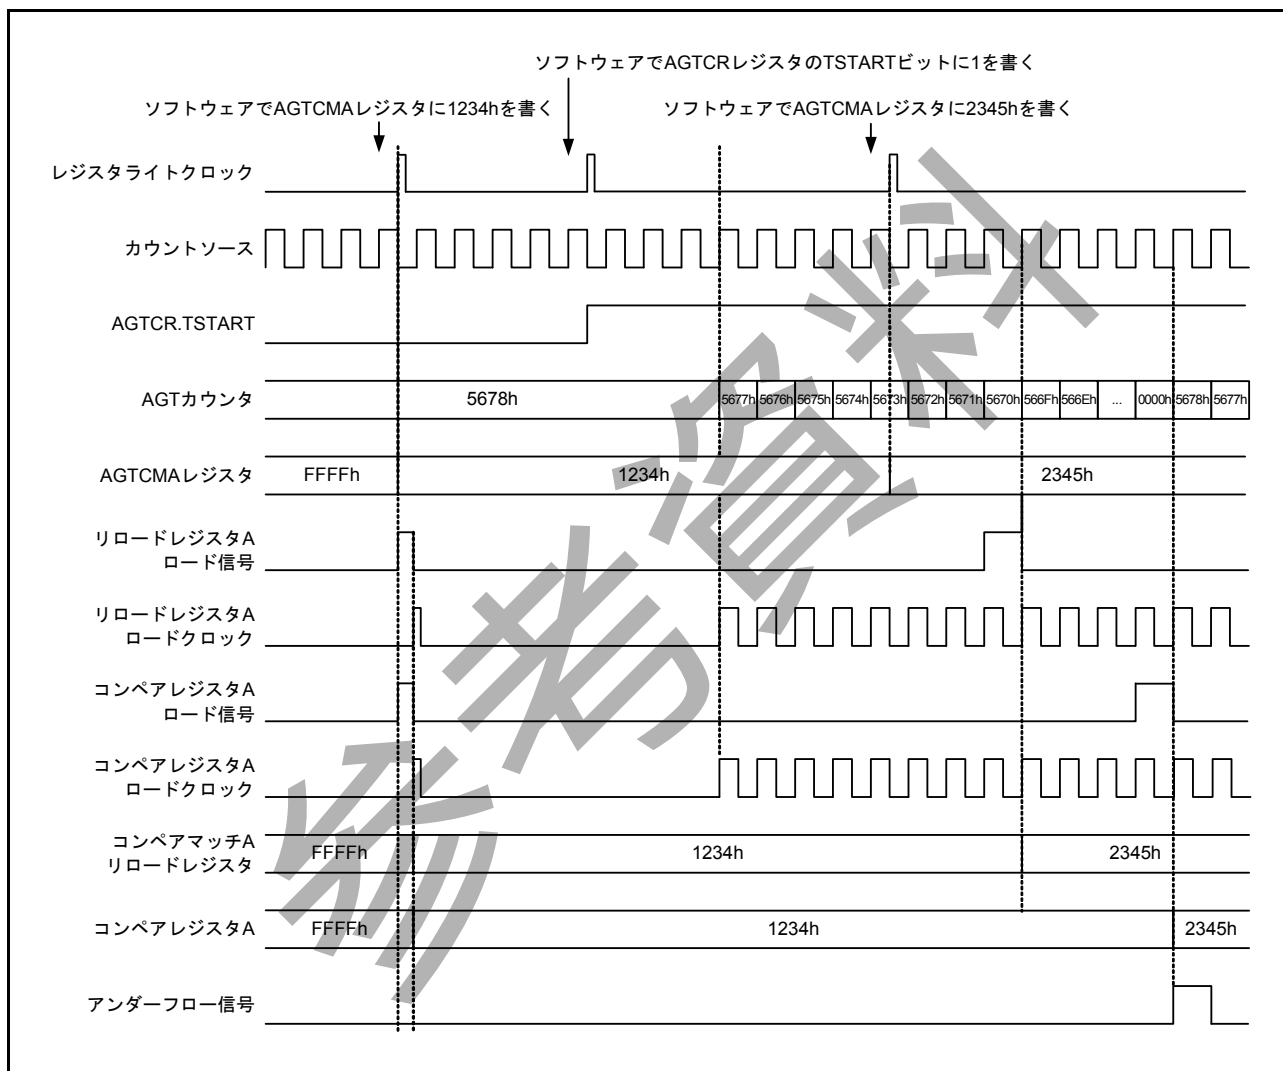 ソフトウェアでAGTCRレジスタのTSTARTビットに1を書く
ソフトウェアでAGTCMAレジスタに1234hを書く
ソフトウェアでAGTCMAレジスタに2345hを書く
レジスタライトクロック
カウントソース
AGTCR.TSTART
AGTカウンタ
5678h
5677h 5676h 5675h 5674h 5673h 5672h 5671h 5670h 566Fh 566Eh ... 0000h 5678h 5677h
AGTCMAレジスタ
FFFFh
1234h
2345h
リロードレジスタA
ロード信号
リロードレジスタA
ロードクロック
コンペアレジスタA
ロード信号
コンペアレジスタA
ロードクロック
コンペアマッチA
リロードレジスタ
FFFFh
1234h
2345h
コンペアレジスタA
FFFFh
1234h
2345h
アンダーフロー信号
参考資料